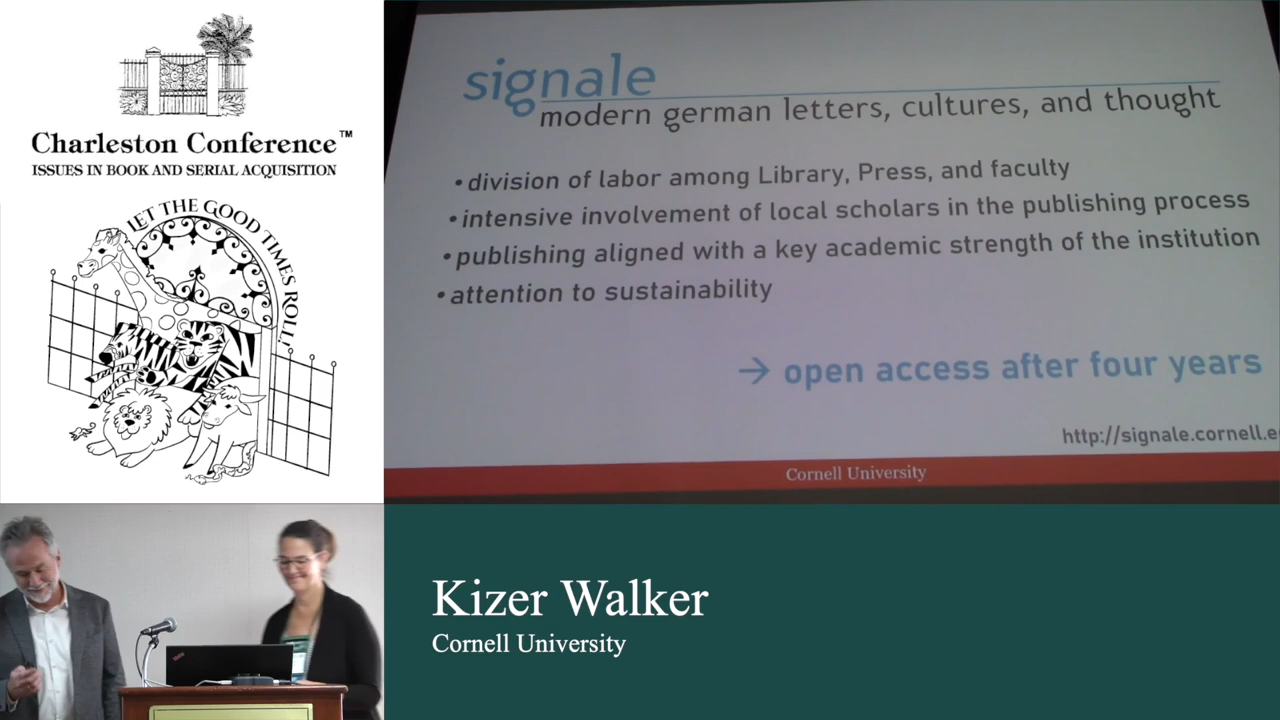 Charleston Conference™
ISSUES IN BOOK AND SERIAL ACQUISITION
LET THE GOOD TIMES ROLL!
signale
modern german letters, cultures, and thought
• division of labor among Library, Press, and faculty
• intensive involvement of local scholars in the publishing process
• publishing aligned with a key academic strength of the institution
• attention to sustainability
→ open access after four years
http://signale.cornell.e
Cornell University
Kizer Walker
Cornell University